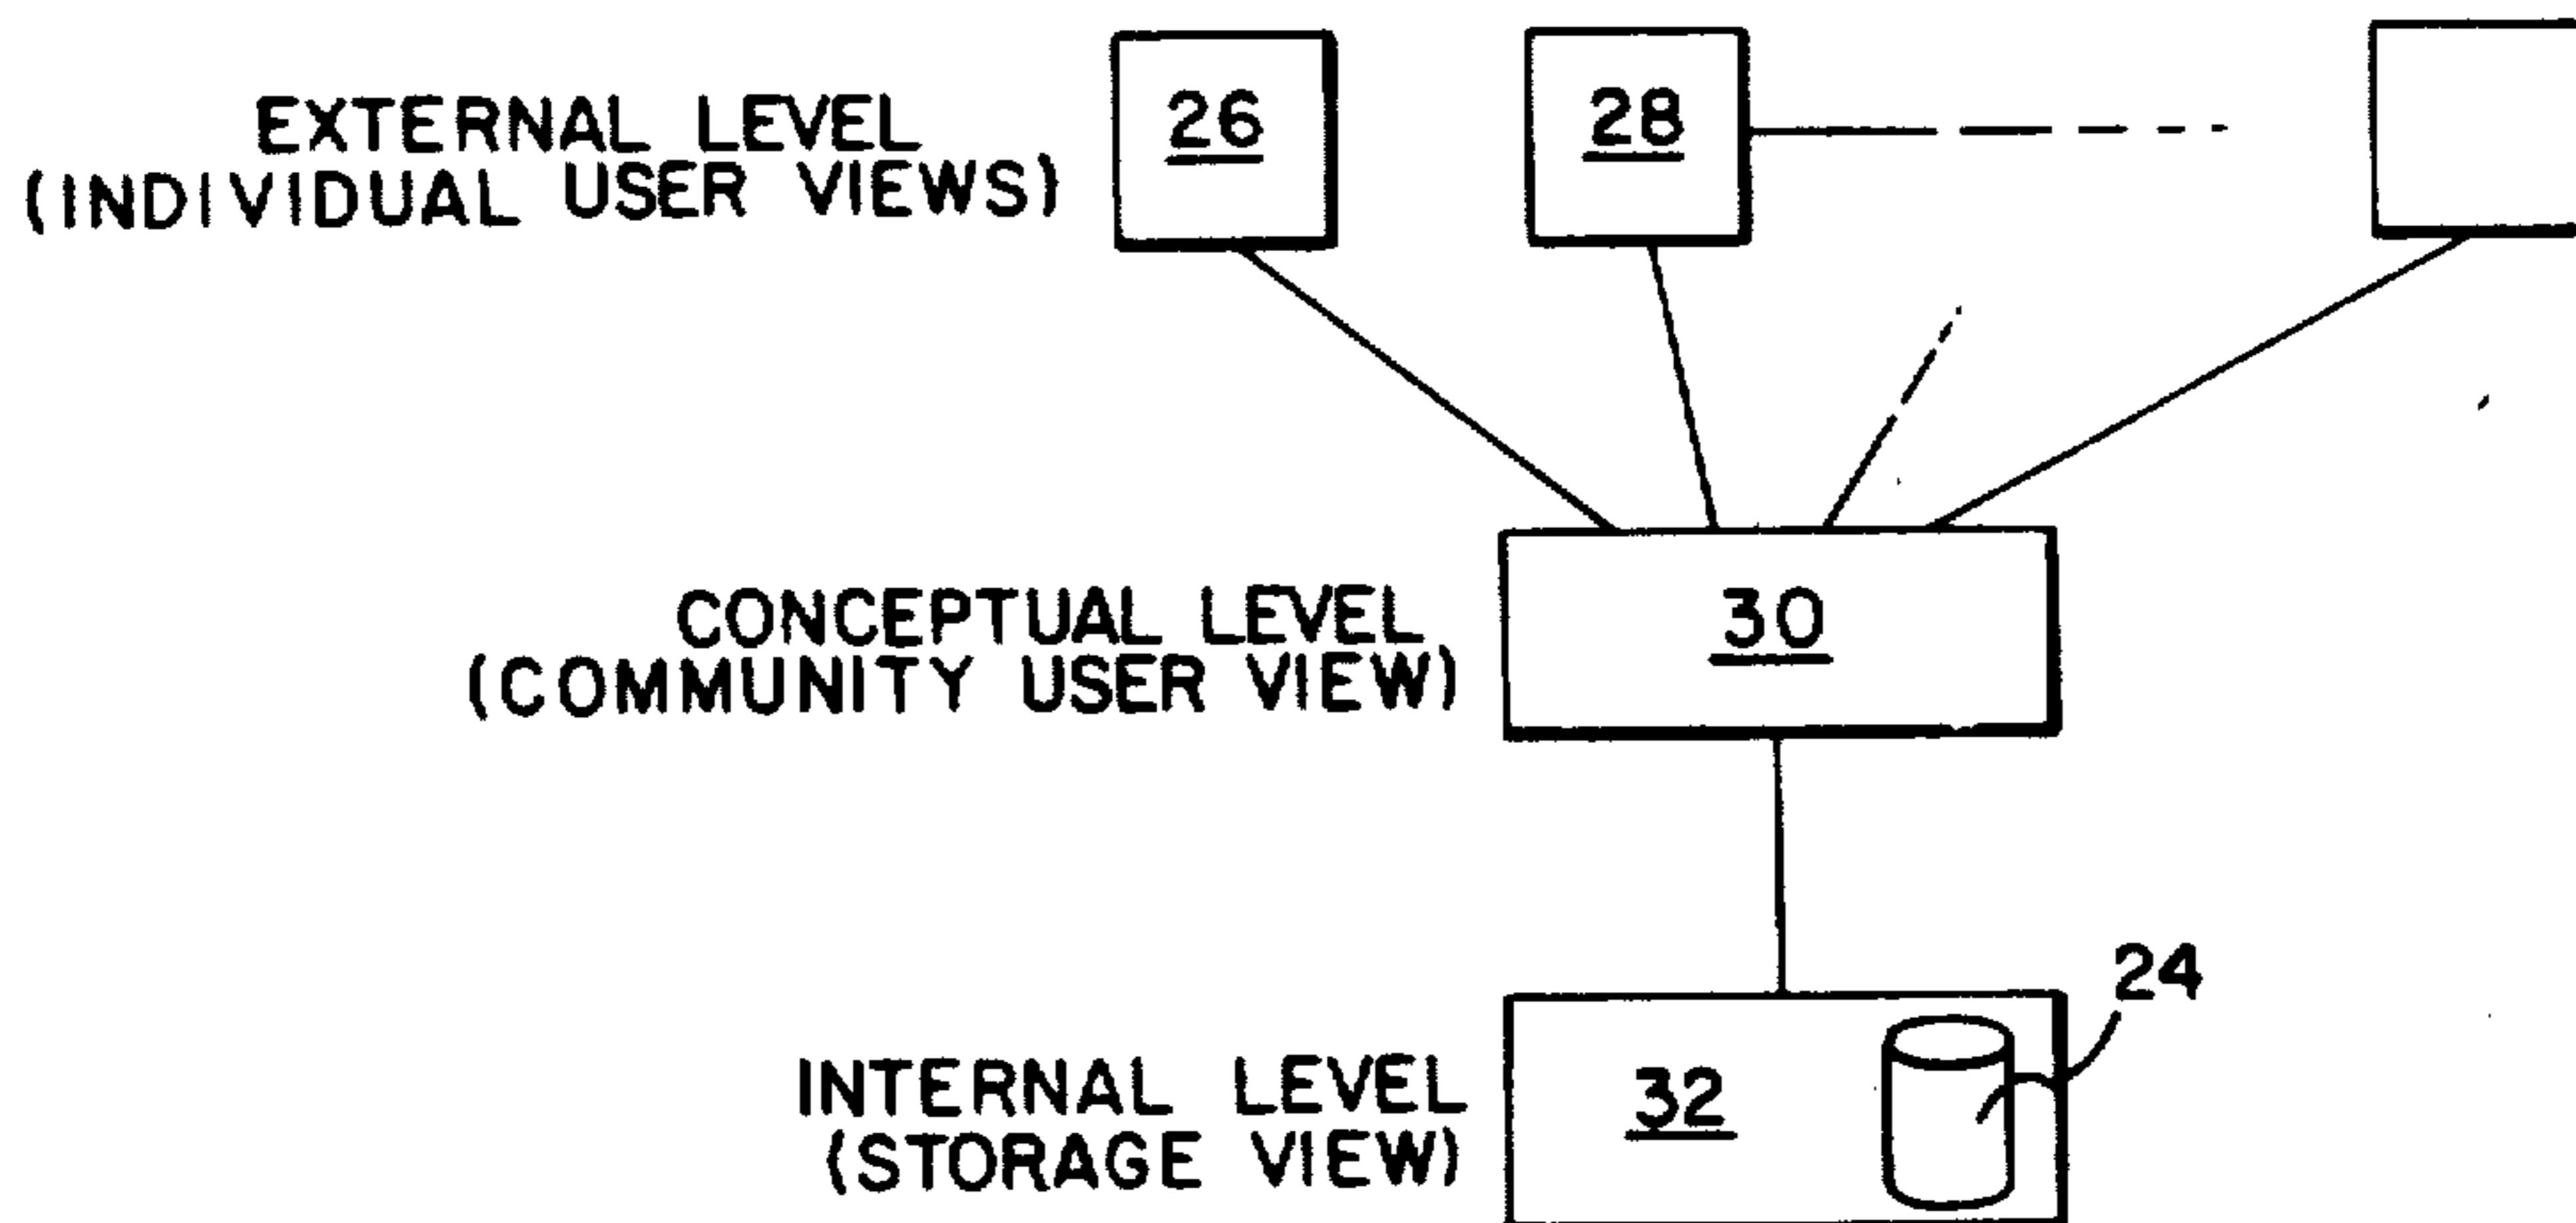 EXTERNAL LEVEL
(INDIVIDUAL USER VIEWS)
26
28
CONCEPTUAL LEVEL
(COMMUNITY USER VIEW)
30
24
INTERNAL LEVEL
(STORAGE VIEW)
32